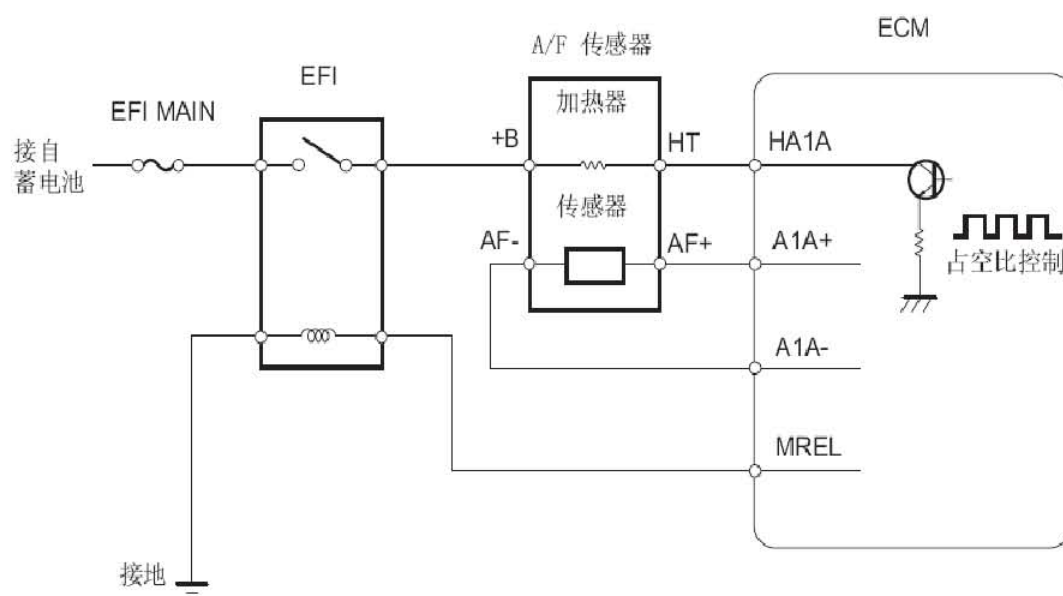 ECM
A/F 传感器
EFI
加热器
EFI MAIN
+B
HT
HA1A
接自
蓄电池
传感器
AF-
AF+
A1A+
占空比控制
A1A-
MREL
接地